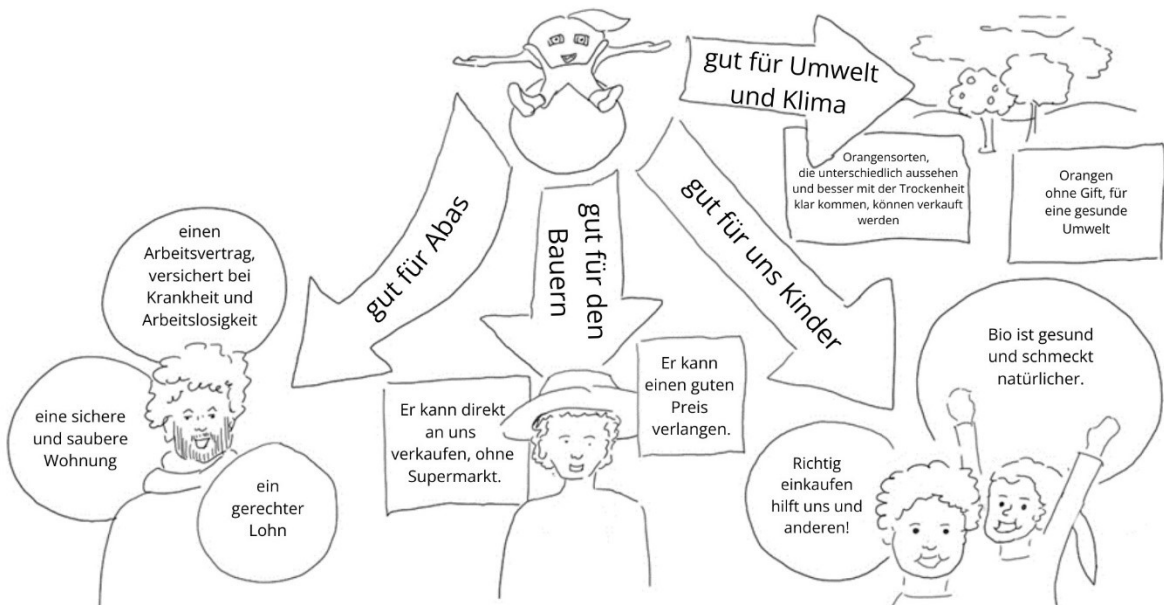 gut für Umwelt
und Klima
Orangensorten,
die unterschiedlich aussehen
und besser mit der Trockenheit
klar kommen, können verkauft
werden
Orangen
ohne Gift, für
eine gesunde
Umwelt
gut für Abas
einen
Arbeitsvertrag,
versichert bei
Krankheit und
Arbeitslosigkeit
eine sichere
und saubere
Wohnung
ein
gerechter
Lohn
gut für den
Bauern
Er kann direkt
an uns
verkaufen, ohne
Supermarkt.
Er kann
einen guten
Preis
verlangen.
gut für uns Kinder
Bio ist gesund
und schmeckt
natürlicher.
Richtig
einkaufen
hilft uns und
anderen!